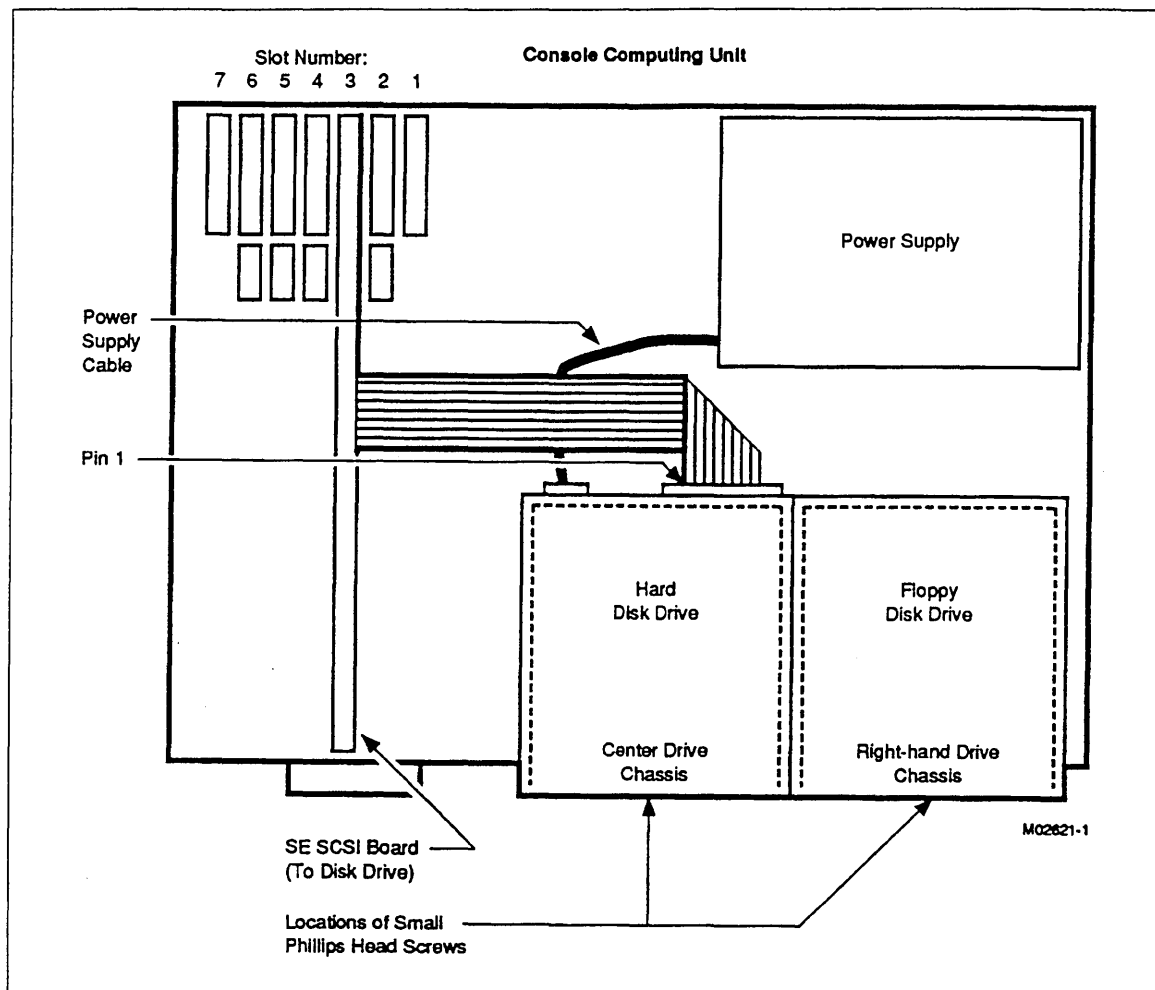 Console Computing Unit
Slot Number:
7 6 5 4 3 2 1
Power Supply
Power
Supply
Cable
Pin 1
Hard
Disk Drive
Floppy
Disk Drive
Center Drive
Chassis
Right-hand Drive
Chassis
M02621-1
SE SCSI Board
(To Disk Drive)
Locations of Small
Phillips Head Screws